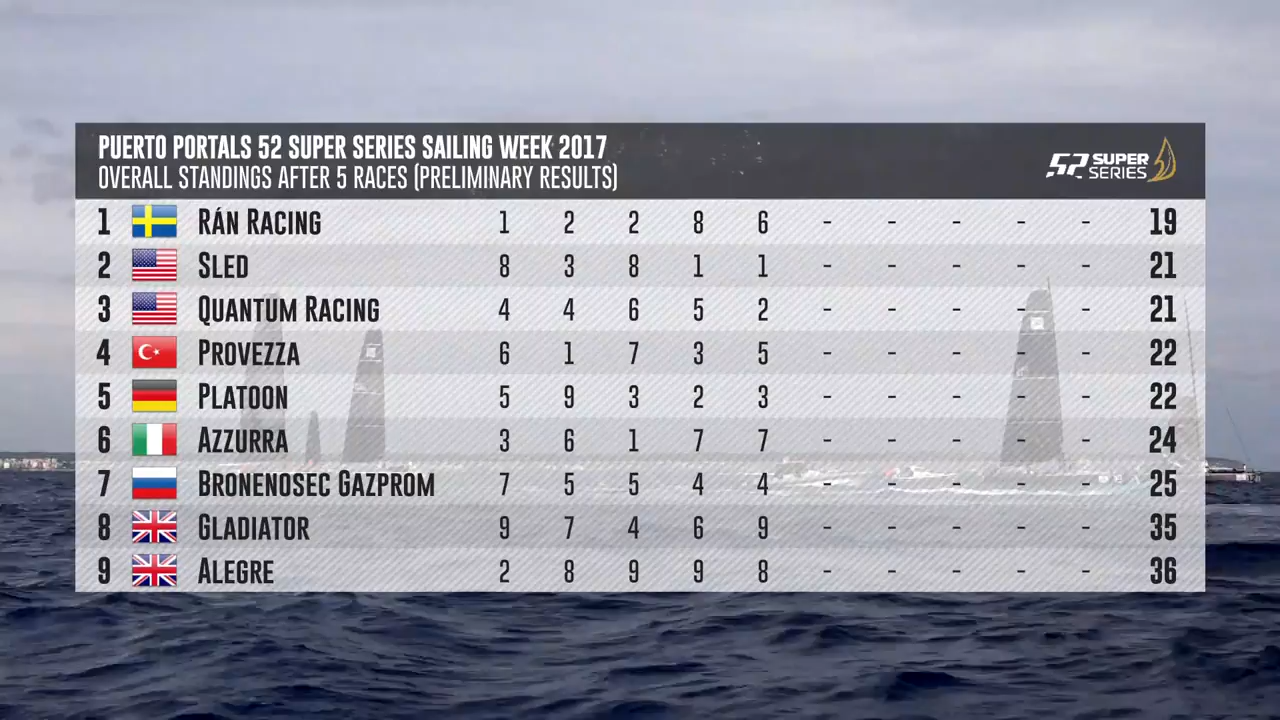 PUERTO PORTALS 52 SUPER SERIES SAILING WEEK 2017
OVERALL STANDINGS AFTER 5 RACES (PRELIMINARY RESULTS)
52 SUPER SERIES
1 RÁN RACING 1 2 2 8 6 - - - - - 19
2 SLED 8 3 8 1 1 - - - - - 21
3 QUANTUM RACING 4 4 6 5 2 - - - - - 21
4 PROVEZZA 6 1 7 3 5 - - - - - 22
5 PLATOON 5 9 3 2 3 - - - - - 22
6 AZZURRA 3 6 1 7 7 - - - - - 24
7 BRONENOSEC GAZPROM 7 5 5 4 4 - - - - - 25
8 GLADIATOR 9 7 4 6 9 - - - - - 35
9 ALEGRE 2 8 9 9 8 - - - - - 36